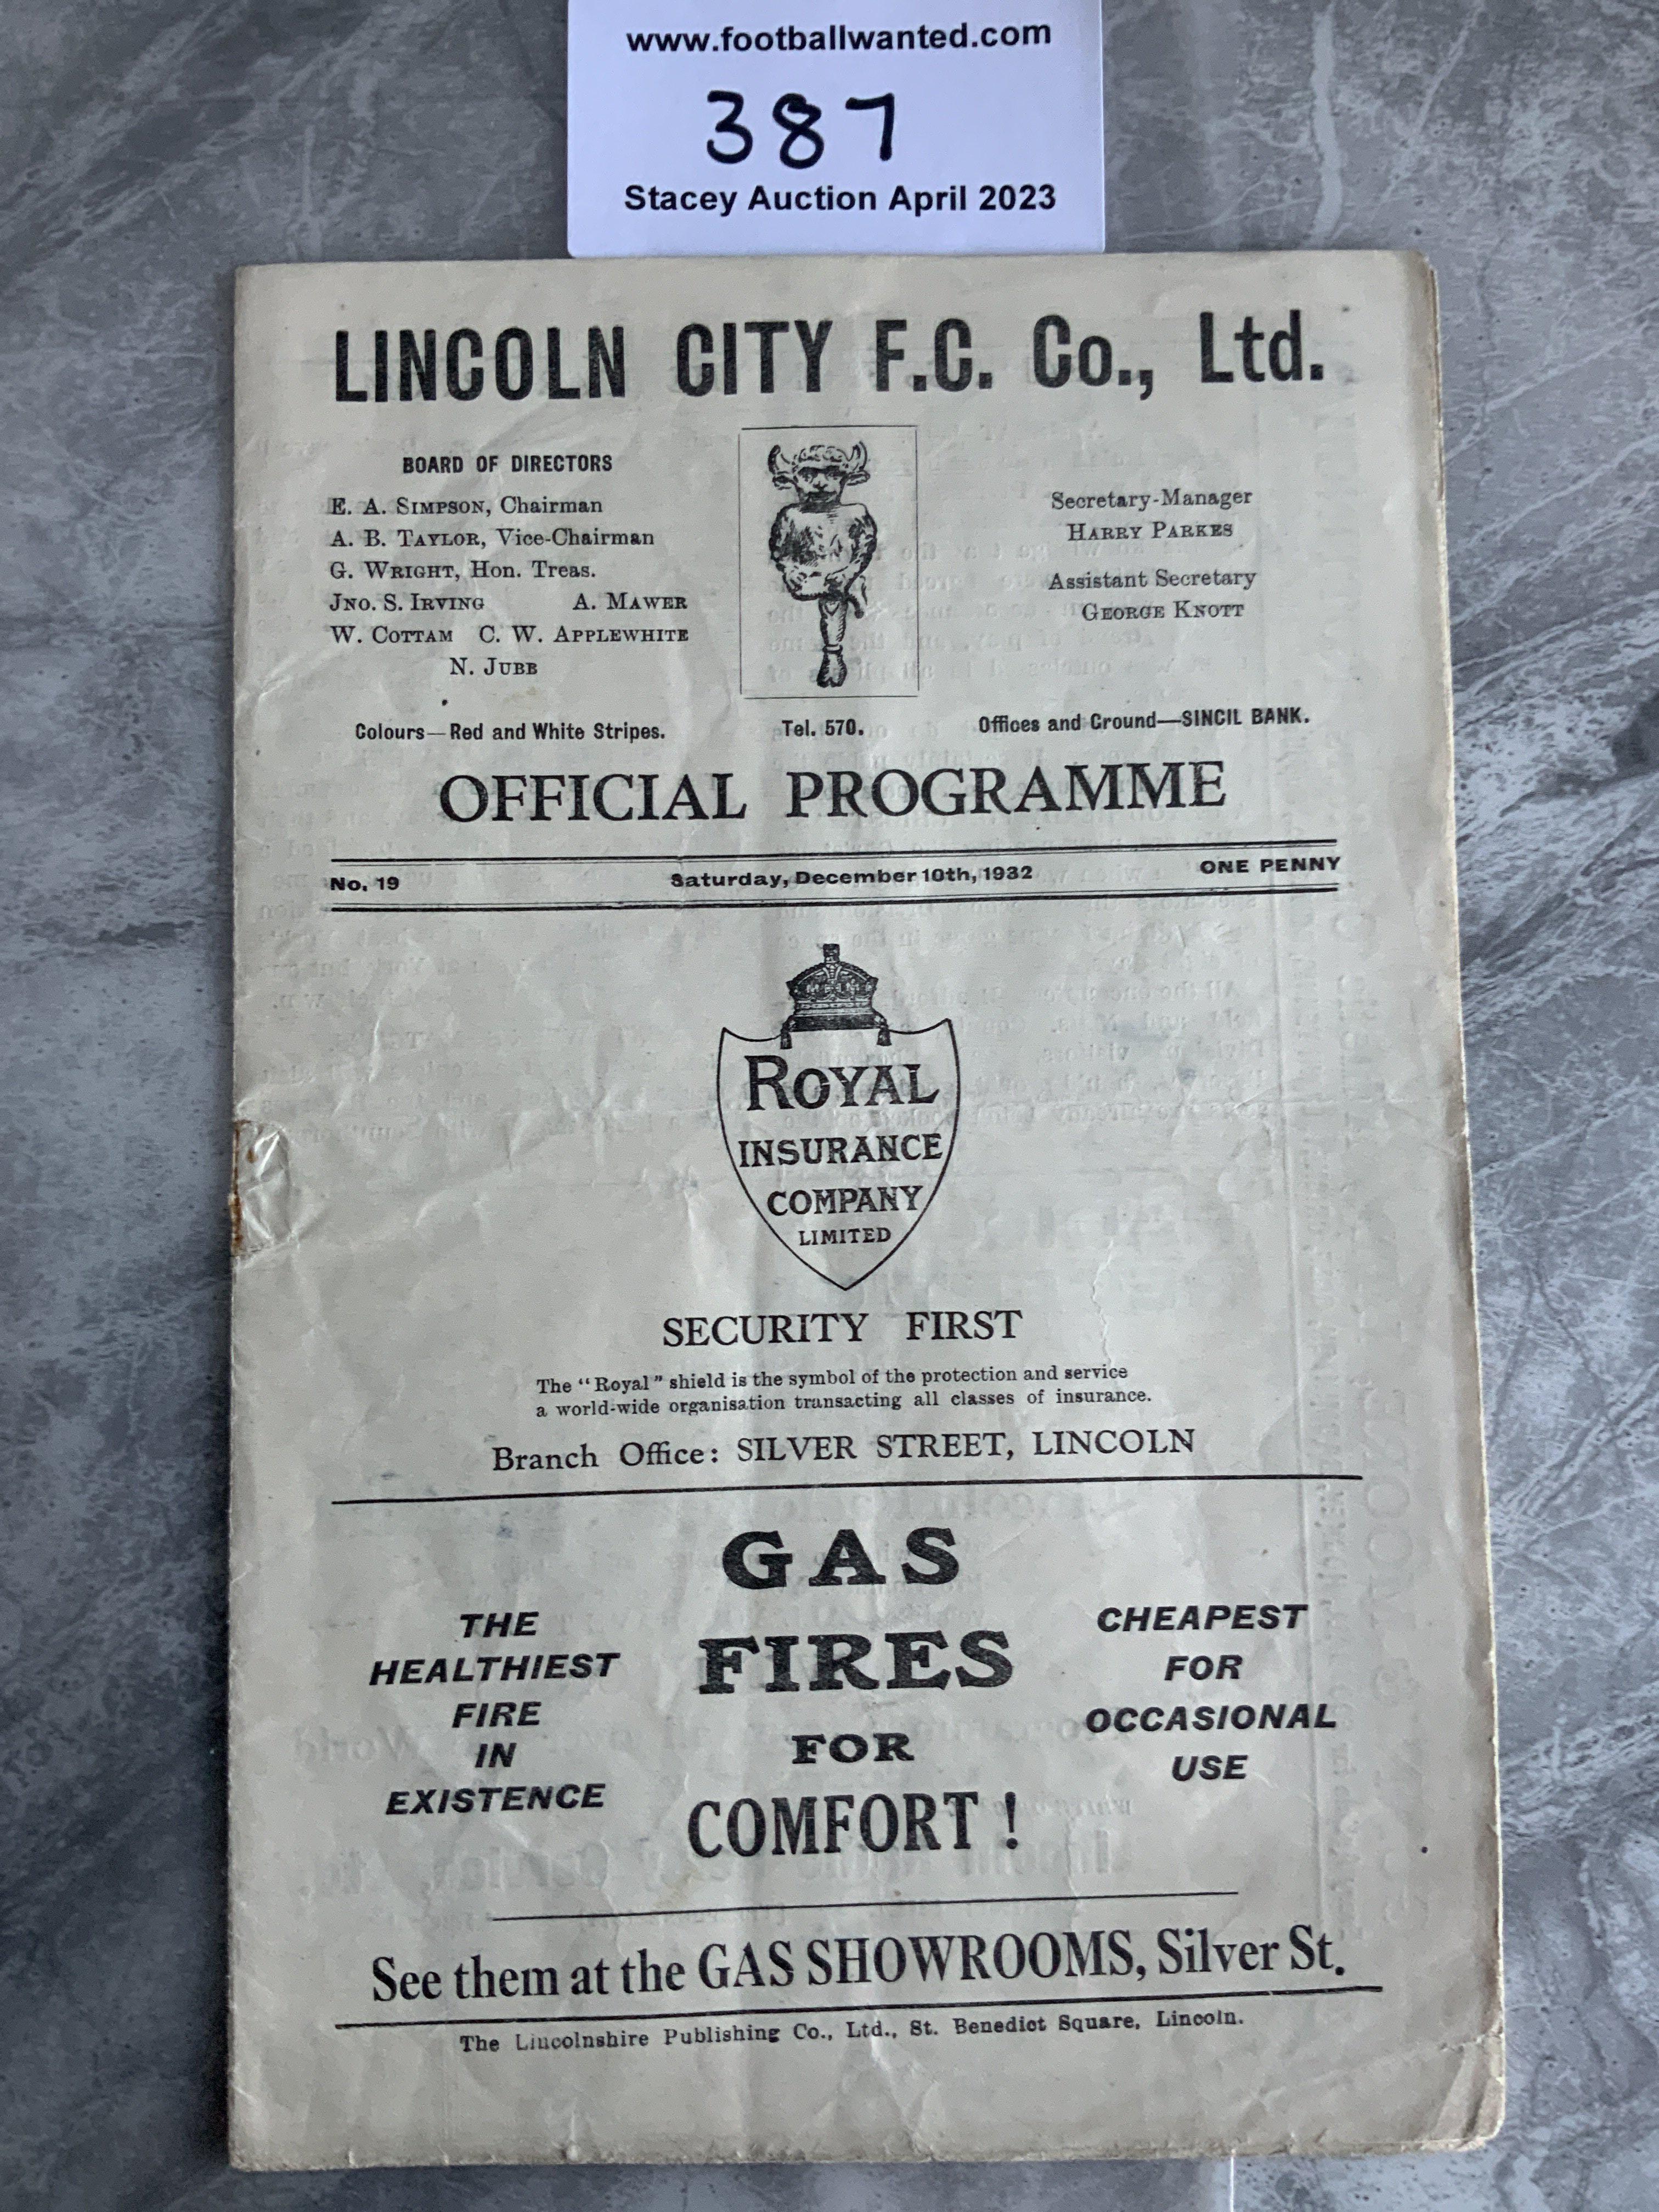 www.footballwanted.com
387
Stacey Auction April 2023
LINCOLN CITY F.C. Co., Ltd.
BOARD OF DIRECTORS
E. A. SIMPSON, Chairman
A. B. TAYLOR, Vice-Chairman
G. WRIGHT, Hon. Treas.
JNO. S. IRVING A. MAWER
W. COTTAM C. W. APPLEWHITE
N. JUBB
Secretary-Manager
HARRY PARKES
Assistant Secretary
GEORGE KNOTT
Colours—Red and White Stripes. Tel. 570. Offices and Ground—SINCIL BANK.
OFFICIAL PROGRAMME
No. 19 Saturday, December 10th, 1932 ONE PENNY
ROYAL
INSURANCE
COMPANY
LIMITED
SECURITY FIRST
The "Royal" shield is the symbol of the protection and service
a world-wide organisation transacting all classes of insurance.
Branch Office: SILVER STREET, LINCOLN
GAS
FIRES
FOR
COMFORT!
THE
HEALTHIEST
FIRE
IN
EXISTENCE
CHEAPEST
FOR
OCCASIONAL
USE
See them at the GAS SHOWROOMS, Silver St.
The Lincolnshire Publishing Co., Ltd., St. Benedict Square, Lincoln.